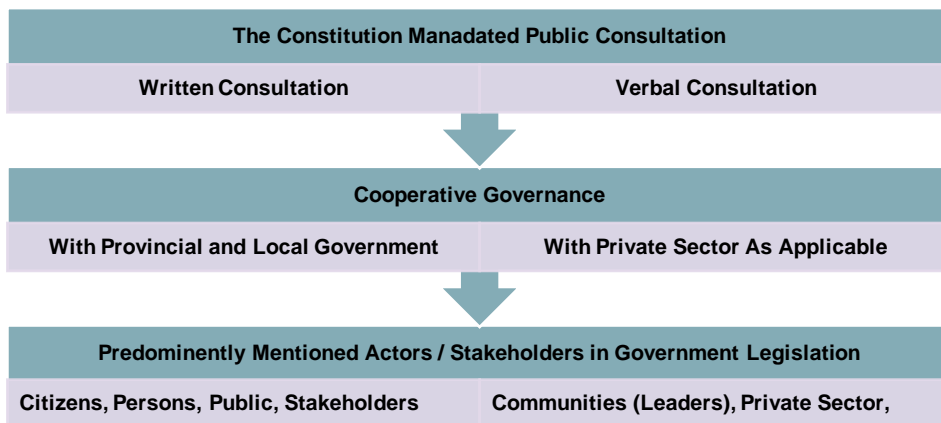 The Constitution Manadated Public Consultation
Written Consultation
Verbal Consultation
Cooperative Governance
With Provincial and Local Government
With Private Sector As Applicable
Predominently Mentioned Actors / Stakeholders in Government Legislation
Citizens, Persons, Public, Stakeholders
Communities (Leaders), Private Sector,